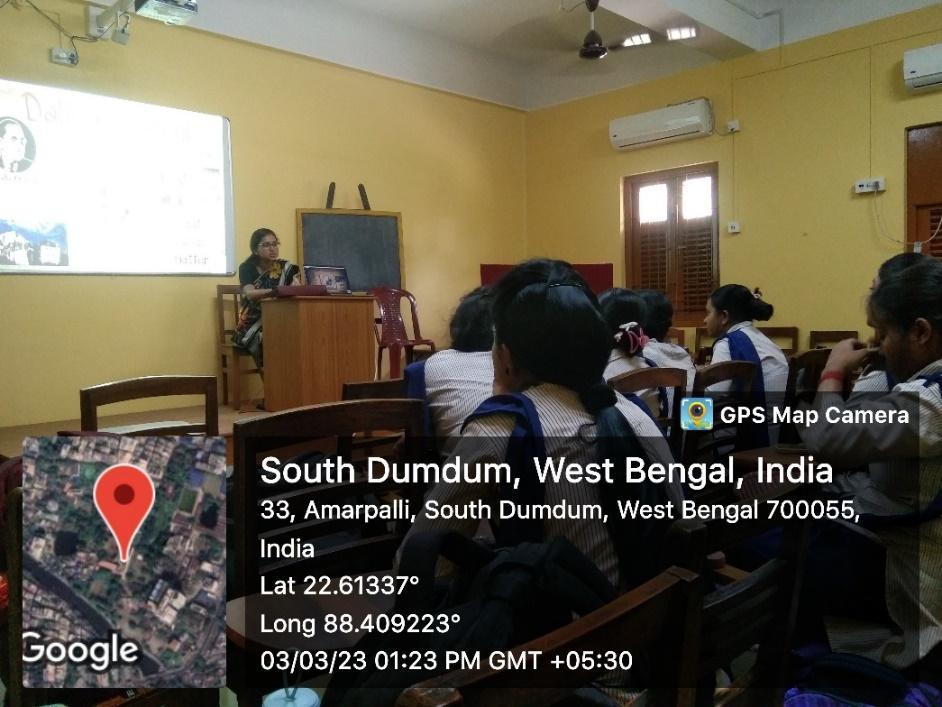 GPS Map Camera
South Dumdum, West Bengal, India
33, Amarpalli, South Dumdum, West Bengal 700055,
India
Lat 22.61337°
Long 88.409223°
03/03/23 01:23 PM GMT +05:30
Google